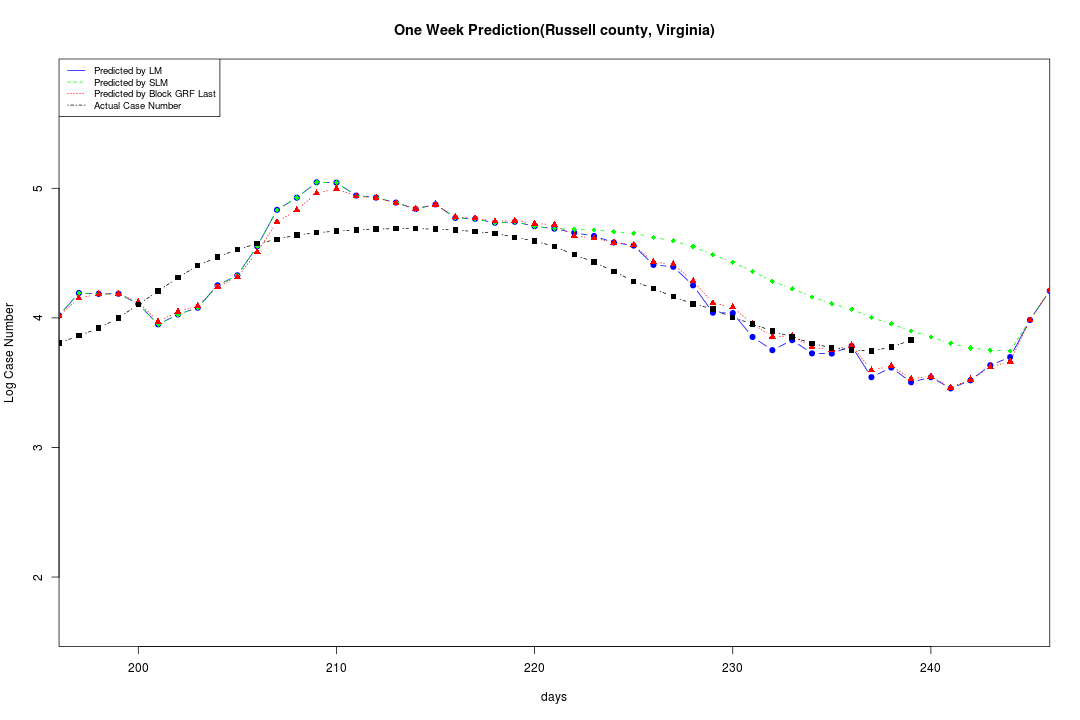 One Week Prediction(Russell county, Virginia)
Predicted by LM
Predicted by SLM
Predicted by Block GRF Last
Actual Case Number
5
4
3
2
Log Case Number
200 210 220 230 240
days